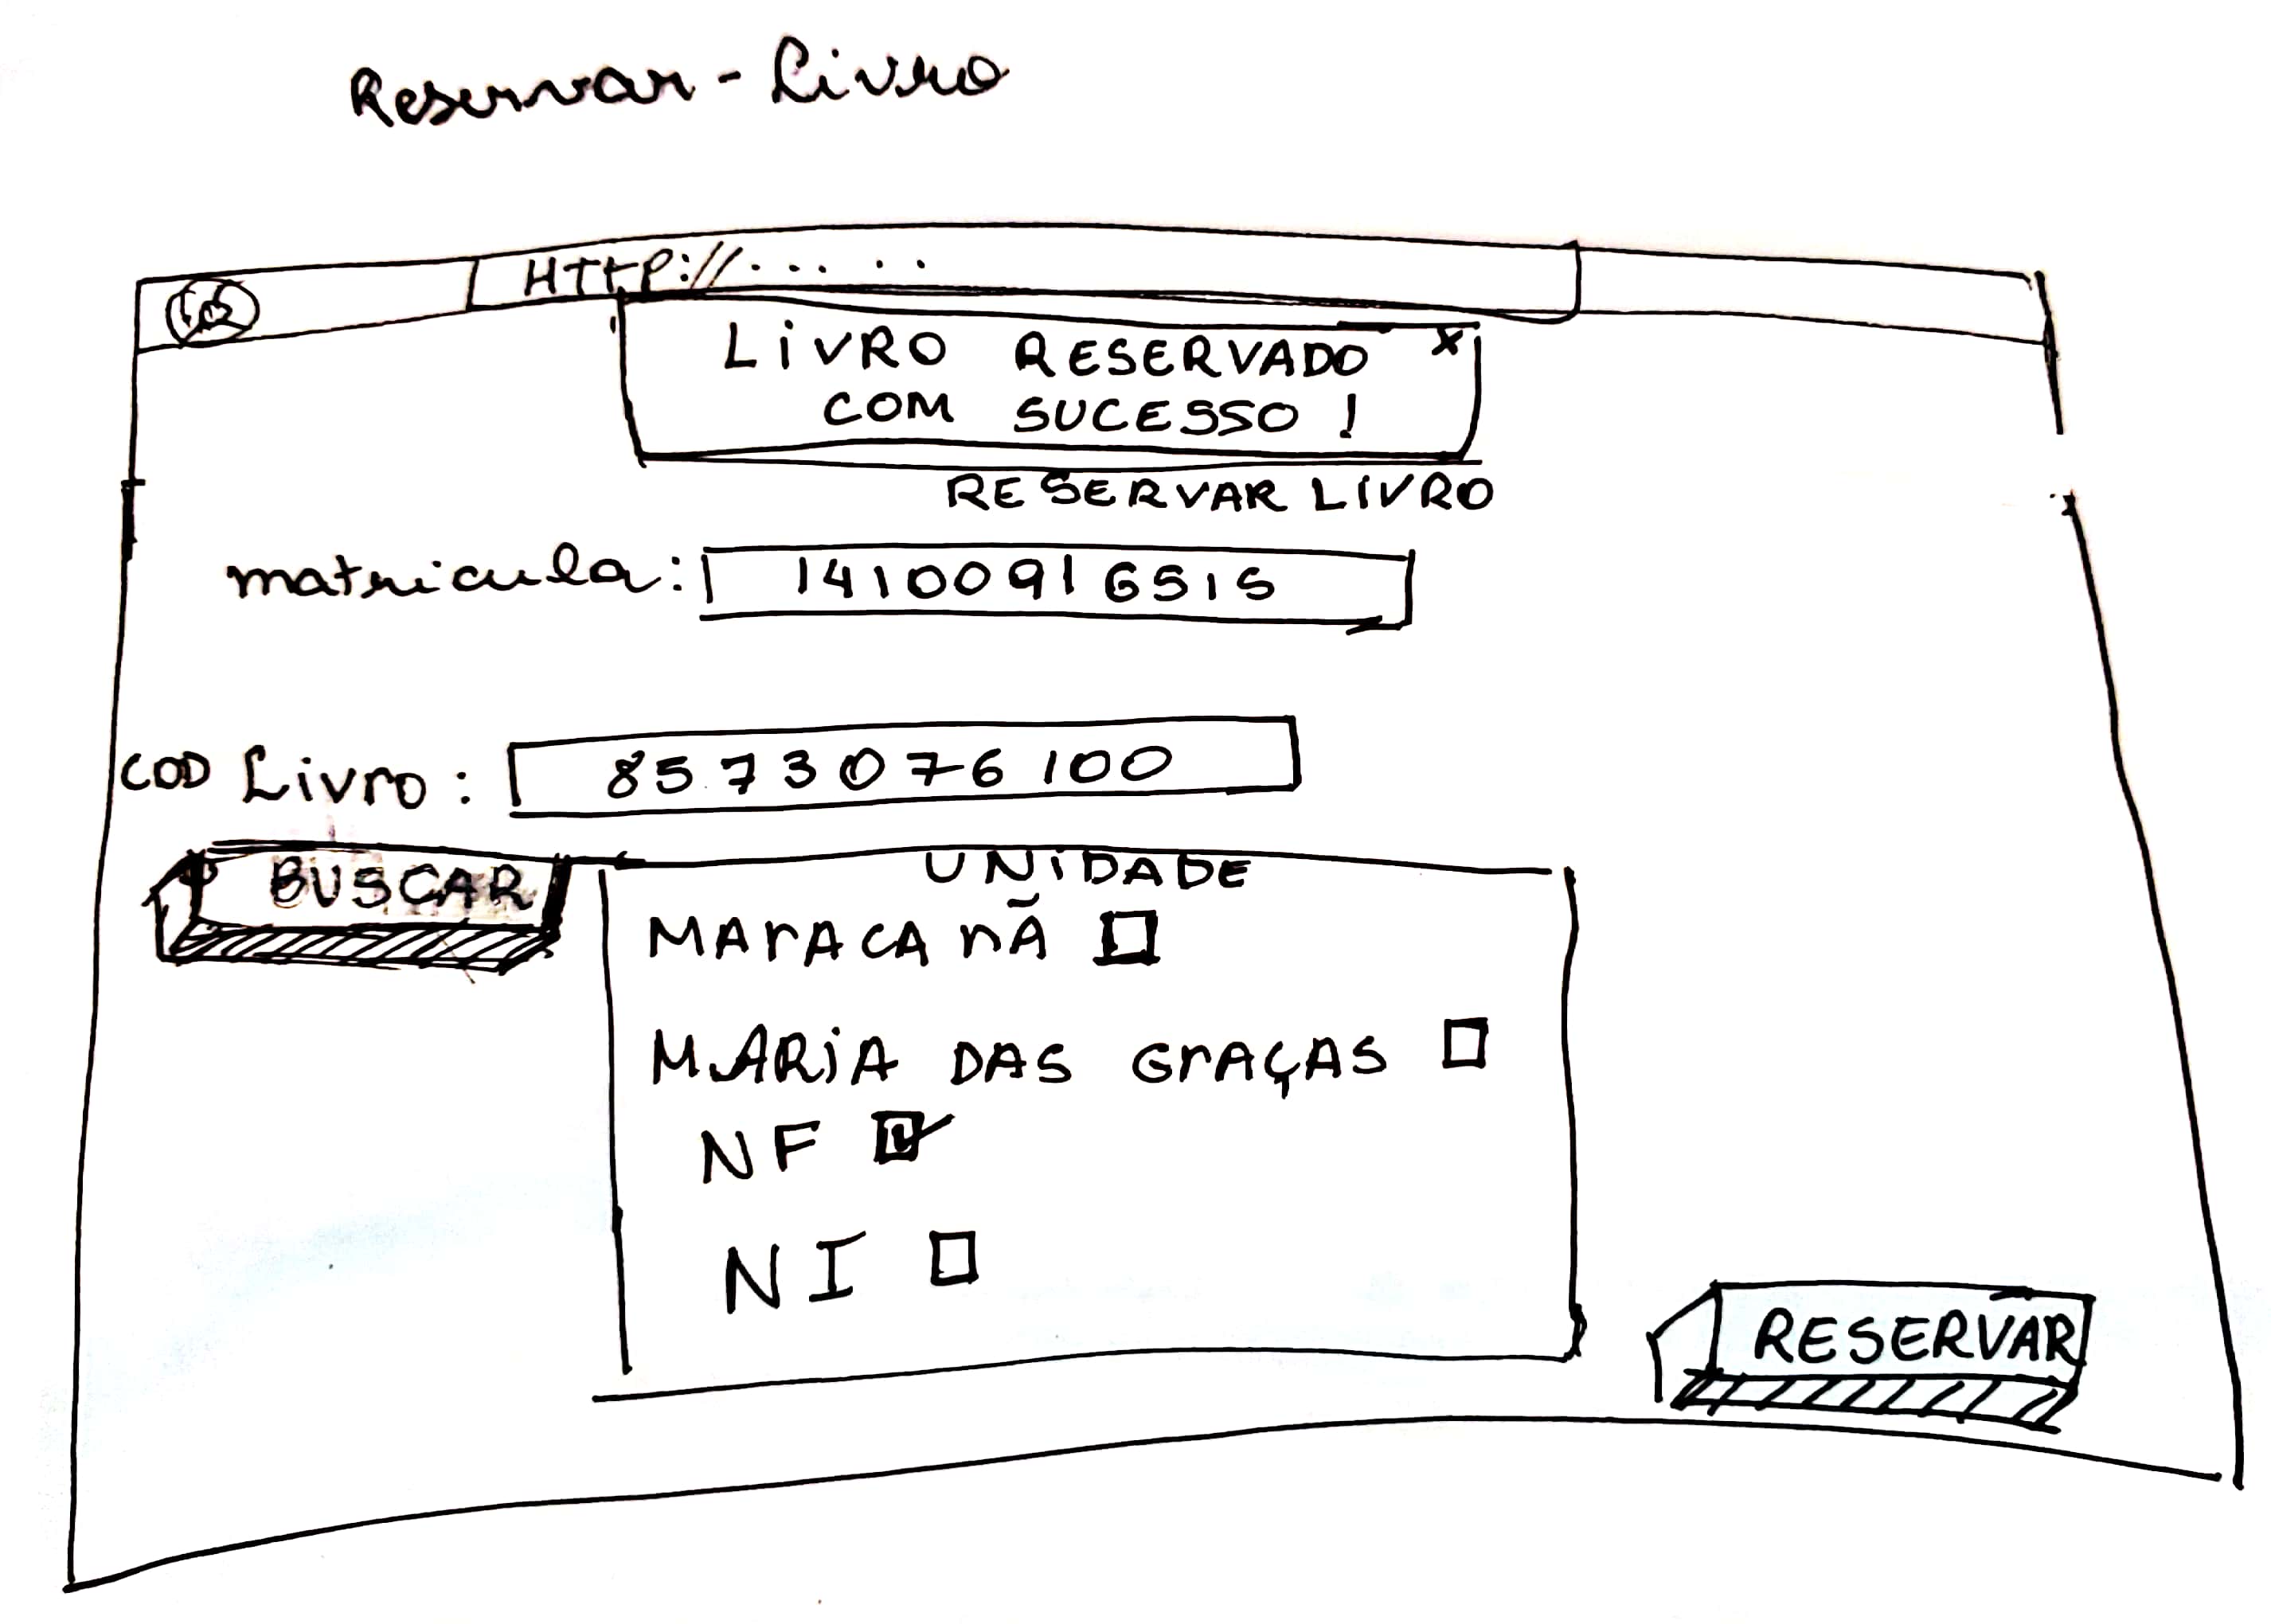 Reservar - Livro
HTTP://... ..
LiVRO RESERVADO x
COM SUCESSO !
RESERVAR LIVRO
matricula: 14100916515
COD Livro: 8573076100
BUSCAR
UNiDADE
MArACAnÃ
MARiA DAS GrAÇAS
NF
NI
RESERVAR